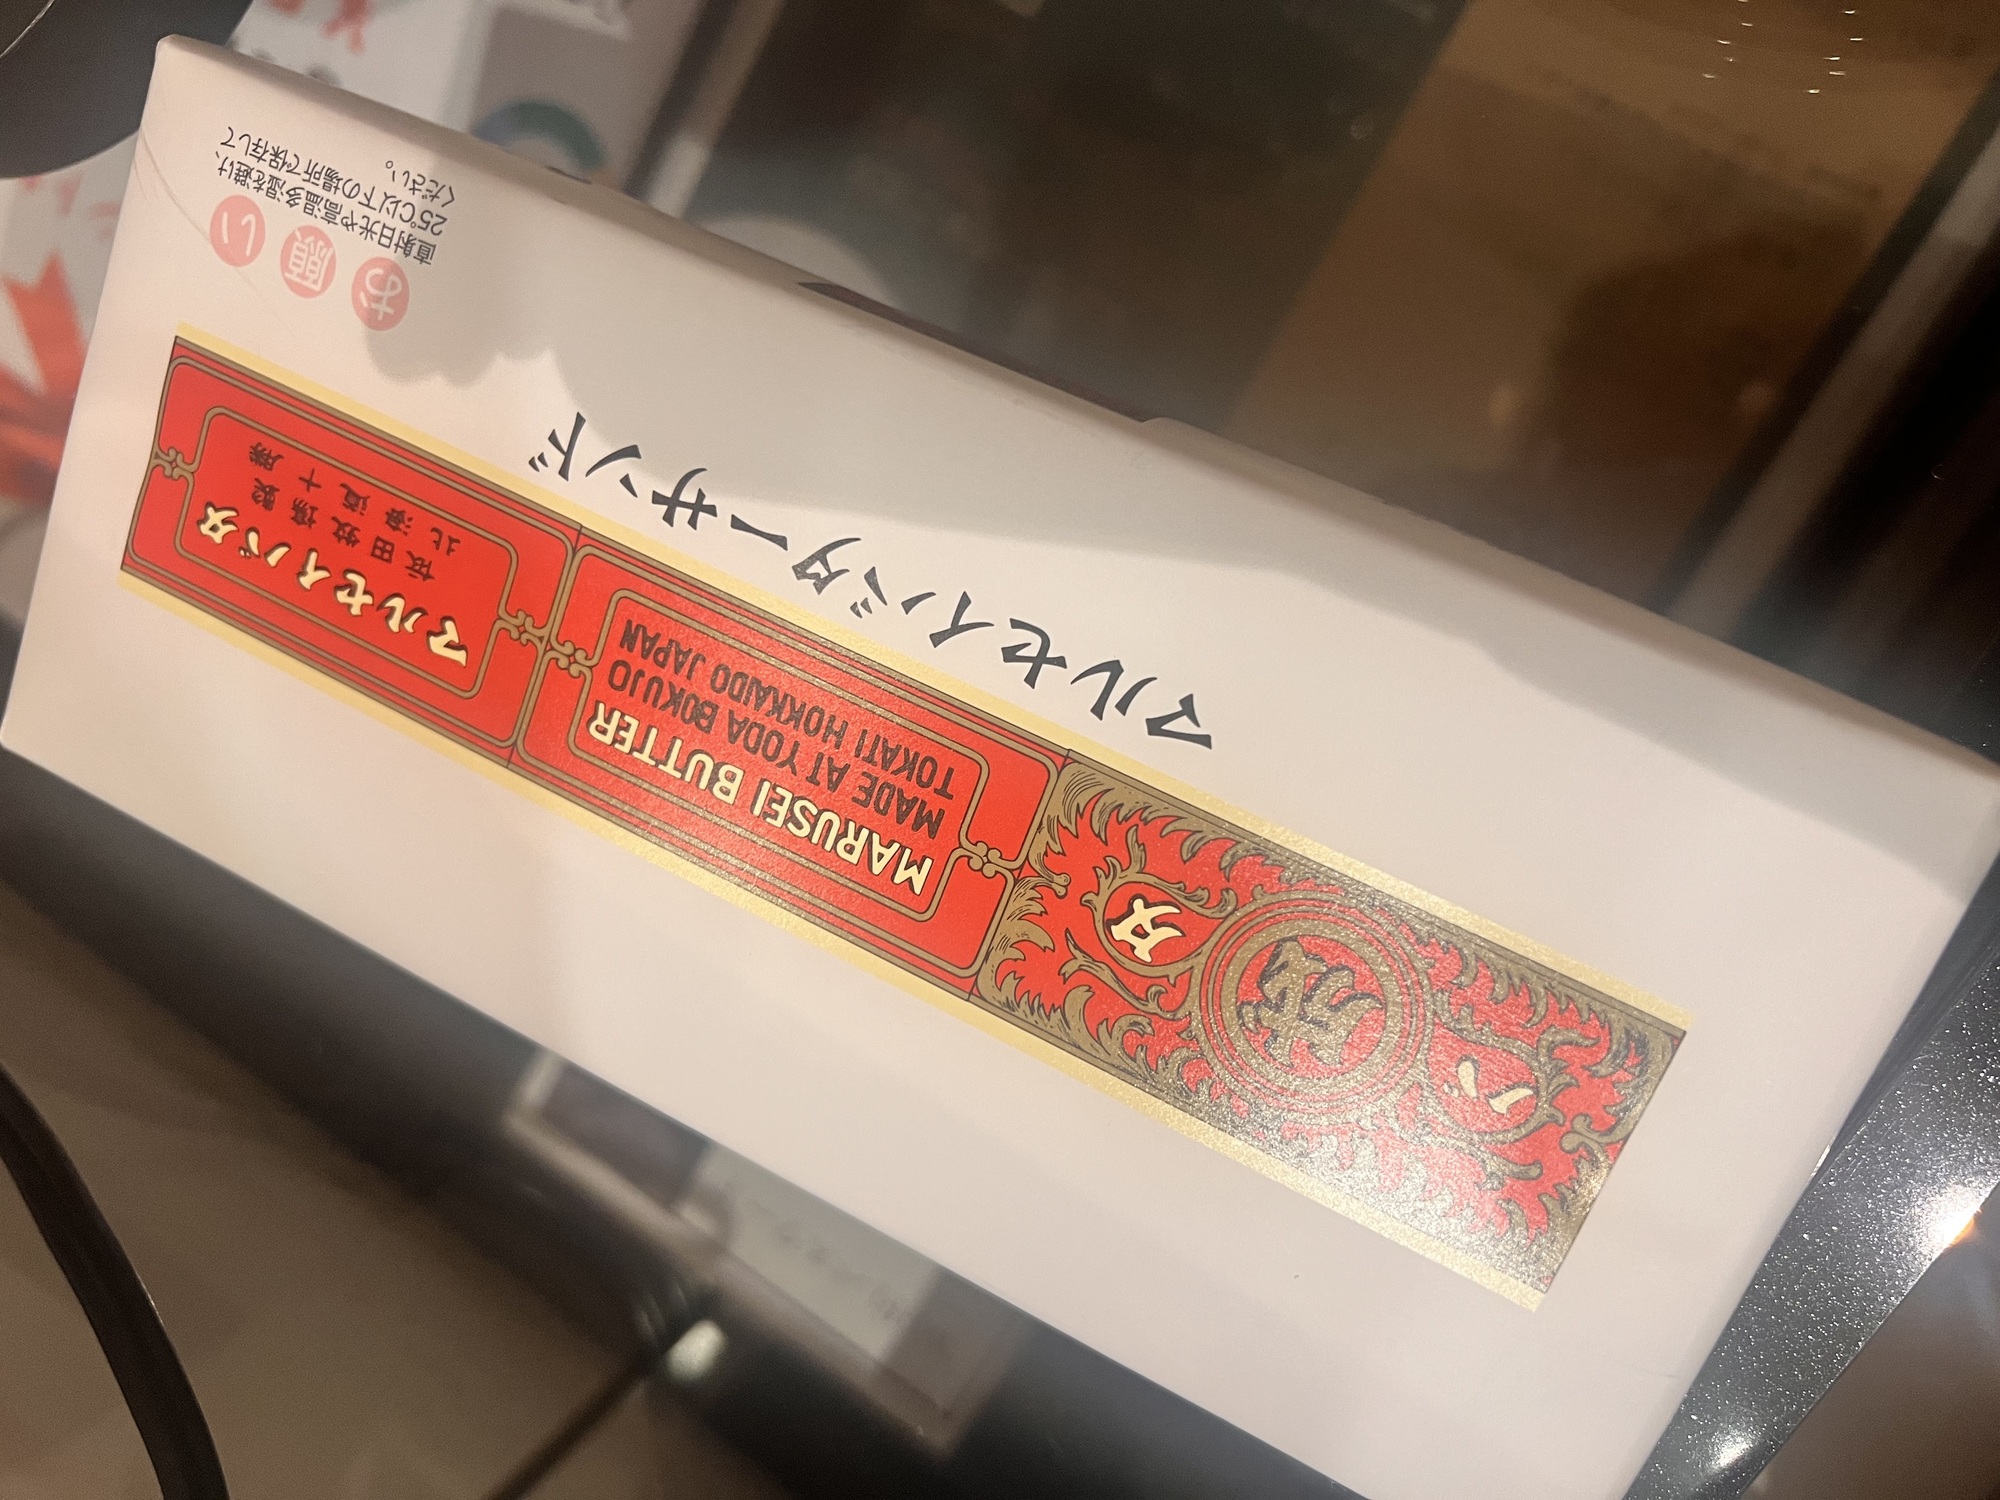 マルセイバターサンド
バ
成
タ
MARUSEI BUTTER
MADE AT YODA BOKUJO
TOKATI HOKKAIDO JAPAN
マルセイバタ
依田牧場製
北海道十勝
お願い
直射日光や高温多湿を避け、
25℃以下の場所で保存して
ください。